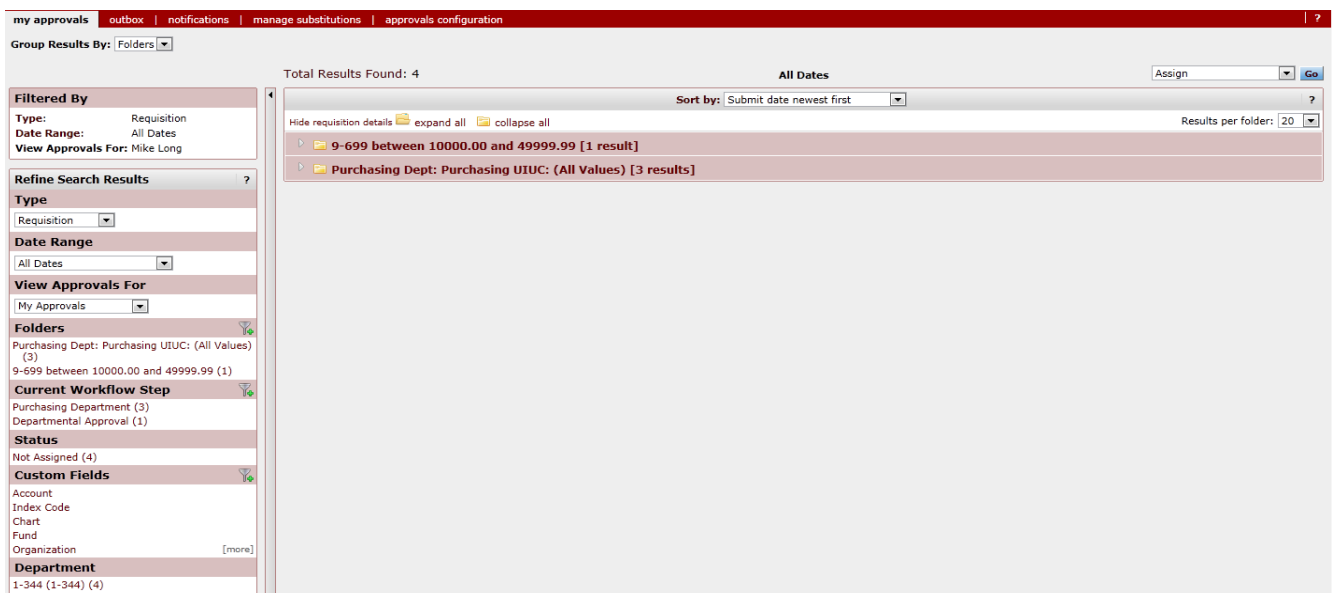 my approvals outbox | notifications | manage substitutions | approvals configuration | ?
Group Results By: Folders
Total Results Found: 4 All Dates Assign Go
Filtered By
Type: Requisition
Date Range: All Dates
View Approvals For: Mike Long
Refine Search Results ?
Type
Requisition
Date Range
All Dates
View Approvals For
My Approvals
Folders
Purchasing Dept: Purchasing UIUC: (All Values)
(3)
9-699 between 10000.00 and 49999.99 (1)
Current Workflow Step
Purchasing Department (3)
Departmental Approval (1)
Status
Not Assigned (4)
Custom Fields
Account
Index Code
Chart
Fund
Organization [more]
Department
1-344 (1-344) (4)
Sort by: Submit date newest first ?
Hide requisition details expand all collapse all Results per folder: 20
9-699 between 10000.00 and 49999.99 [1 result]
Purchasing Dept: Purchasing UIUC: (All Values) [3 results]